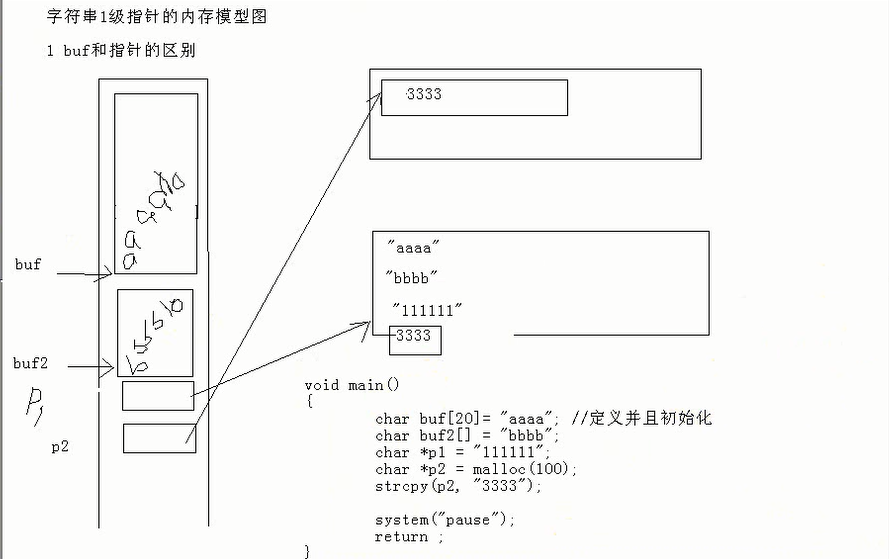 字符串1级指针的内存模型图
1 buf和指针的区别
3333
"aaaa"
"bbbb"
"111111"
3333
buf
buf2
P1
p2
void main()
{
char buf[20]= "aaaa"; //定义并且初始化
char buf2[] = "bbbb";
char *p1 = "111111";
char *p2 = malloc(100);
strcpy(p2, "3333");
system("pause");
return ;
}